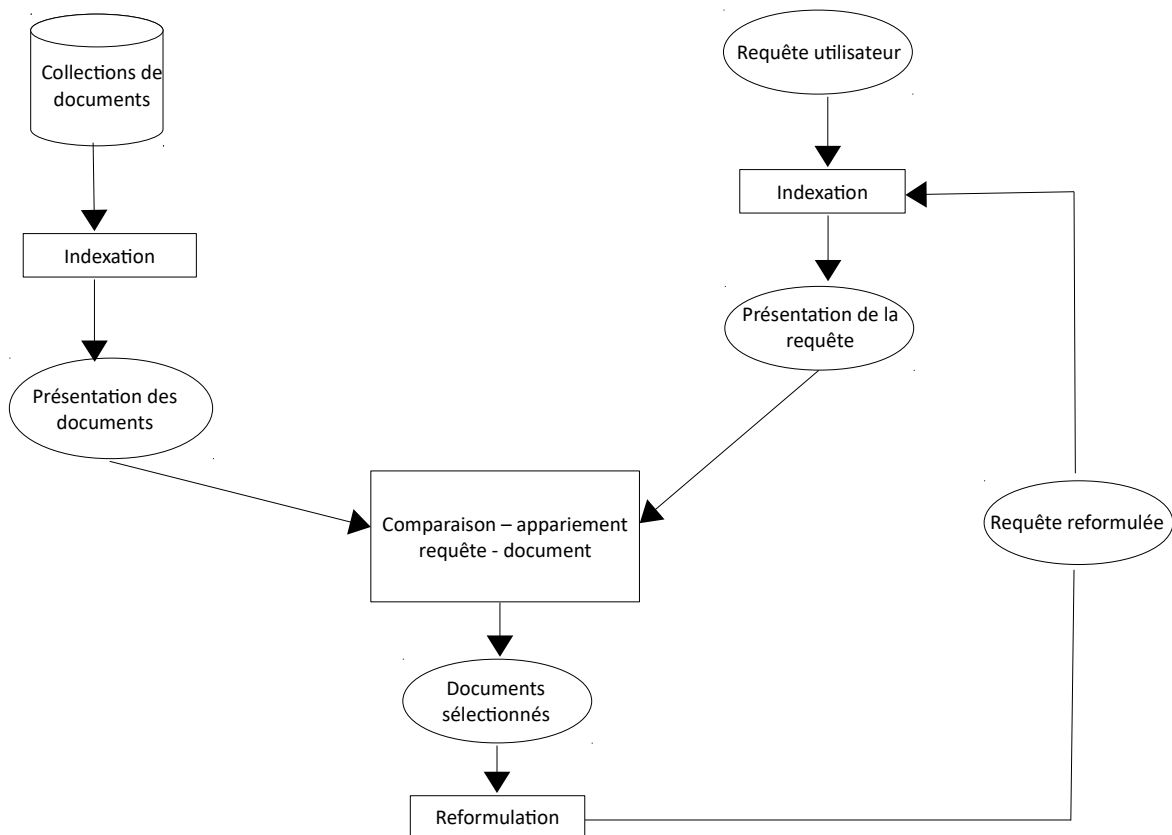 Collections de
documents
Requête utilisateur
Indexation
Indexation
Présentation de la
requête
Présentation des
documents
Comparaison – appariement
requête - document
Requête reformulée
Documents
sélectionnés
Reformulation